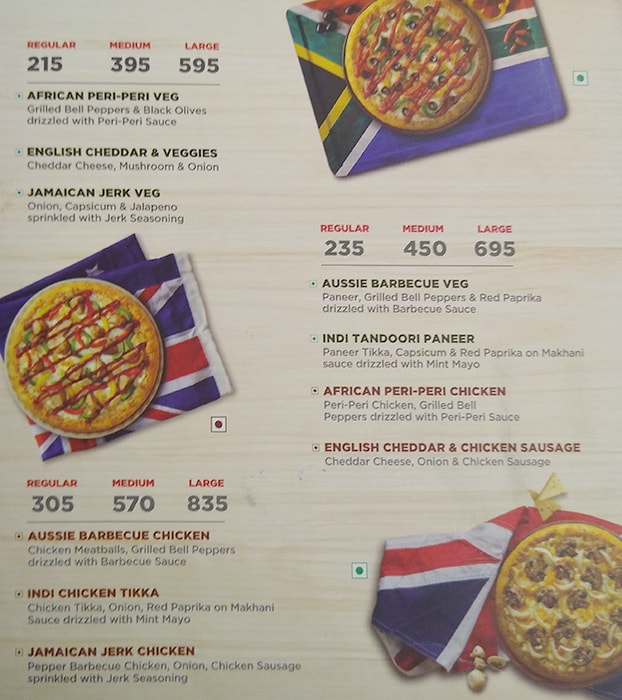 REGULAR MEDIUM LARGE
215 395 595
AFRICAN PERI-PERI VEG
Grilled Bell Peppers & Black Olives
drizzled with Peri-Peri Sauce
ENGLISH CHEDDAR & VEGGIES
Cheddar Cheese, Mushroom & Onion
JAMAICAN JERK VEG
Onion, Capsicum & Jalapeno
sprinkled with Jerk Seasoning
REGULAR MEDIUM LARGE
235 450 695
AUSSIE BARBECUE VEG
Paneer, Grilled Bell Peppers & Red Paprika
drizzled with Barbecue Sauce
INDI TANDOORI PANEER
Paneer Tikka, Capsicum & Red Paprika on Makhani
sauce drizzled with Mint Mayo
AFRICAN PERI-PERI CHICKEN
Peri-Peri Chicken, Grilled Bell
Peppers drizzled with Peri-Peri Sauce
ENGLISH CHEDDAR & CHICKEN SAUSAGE
Cheddar Cheese, Onion & Chicken Sausage
REGULAR MEDIUM LARGE
305 570 835
AUSSIE BARBECUE CHICKEN
Chicken Meatballs, Grilled Bell Peppers
drizzled with Barbecue Sauce
INDI CHICKEN TIKKA
Chicken Tikka, Onion, Red Paprika on Makhani
Sauce drizzled with Mint Mayo
JAMAICAN JERK CHICKEN
Pepper Barbecue Chicken, Onion, Chicken Sausage
sprinkled with Jerk Seasoning